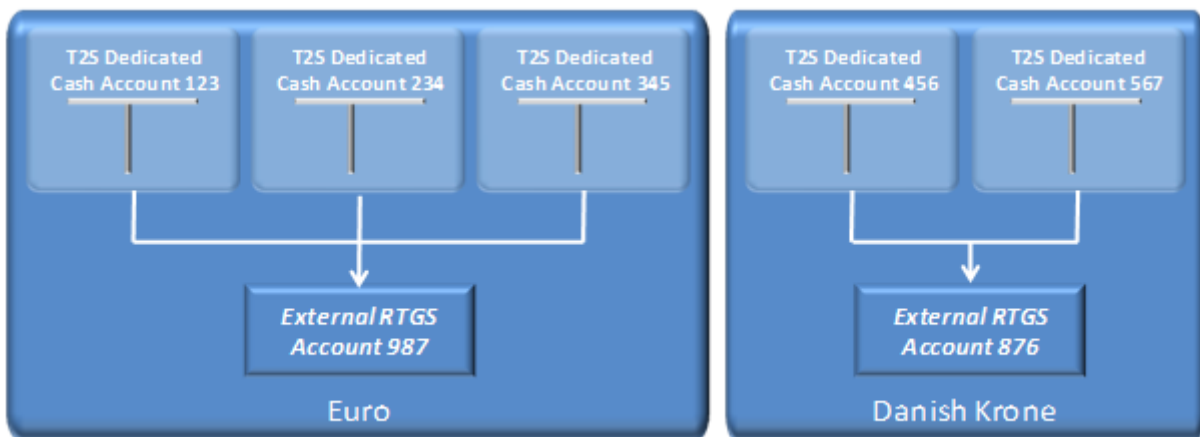 T2S Dedicated
Cash Account 123
T2S Dedicated
Cash Account 234
T2S Dedicated
Cash Account 345
External RTGS
Account 987
Euro
T2S Dedicated
Cash Account 456
T2S Dedicated
Cash Account 567
External RTGS
Account 876
Danish Krone